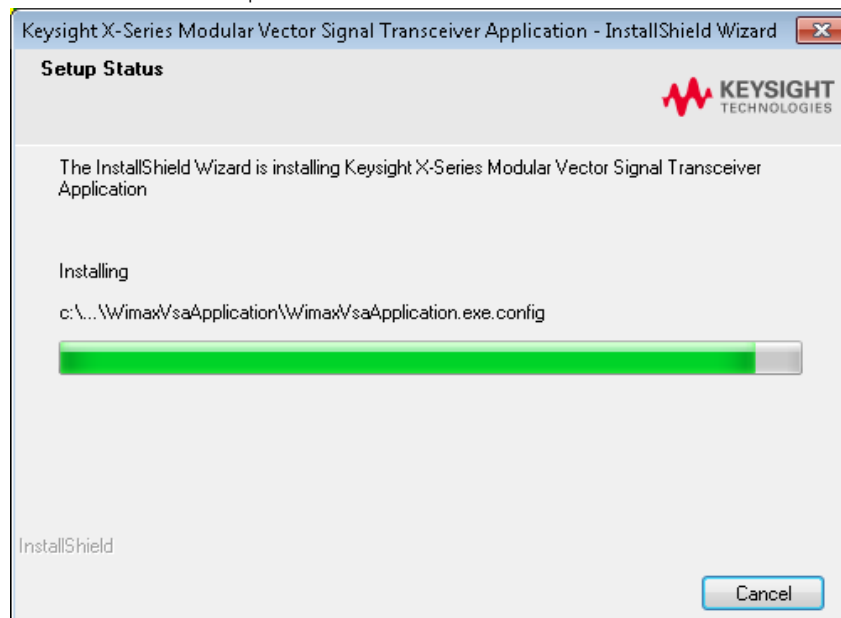 Keysight X-Series Modular Vector Signal Transceiver Application - InstallShield Wizard
Setup Status
KEYSIGHT
TECHNOLOGIES
The InstallShield Wizard is installing Keysight X-Series Modular Vector Signal Transceiver
Application
Installing
c:\...\WimaxVsaApplication\WimaxVsaApplication.exe.config
InstallShield
Cancel